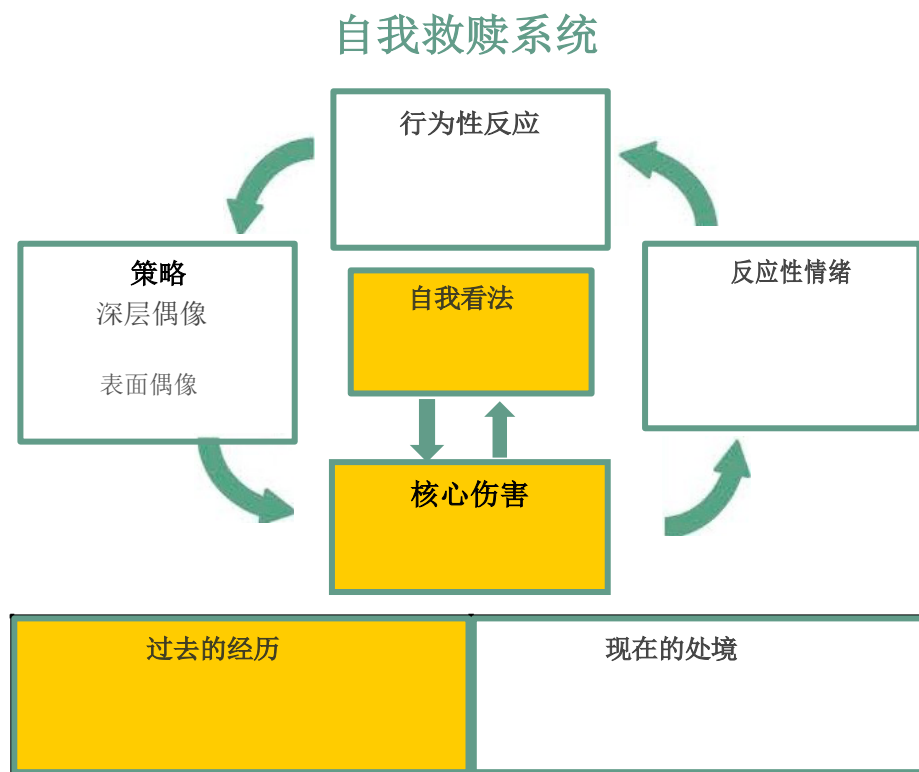 自我救赎系统
行为性反应
策略
深层偶像
表面偶像
自我看法
反应性情绪
核心伤害
过去的经历
现在的处境